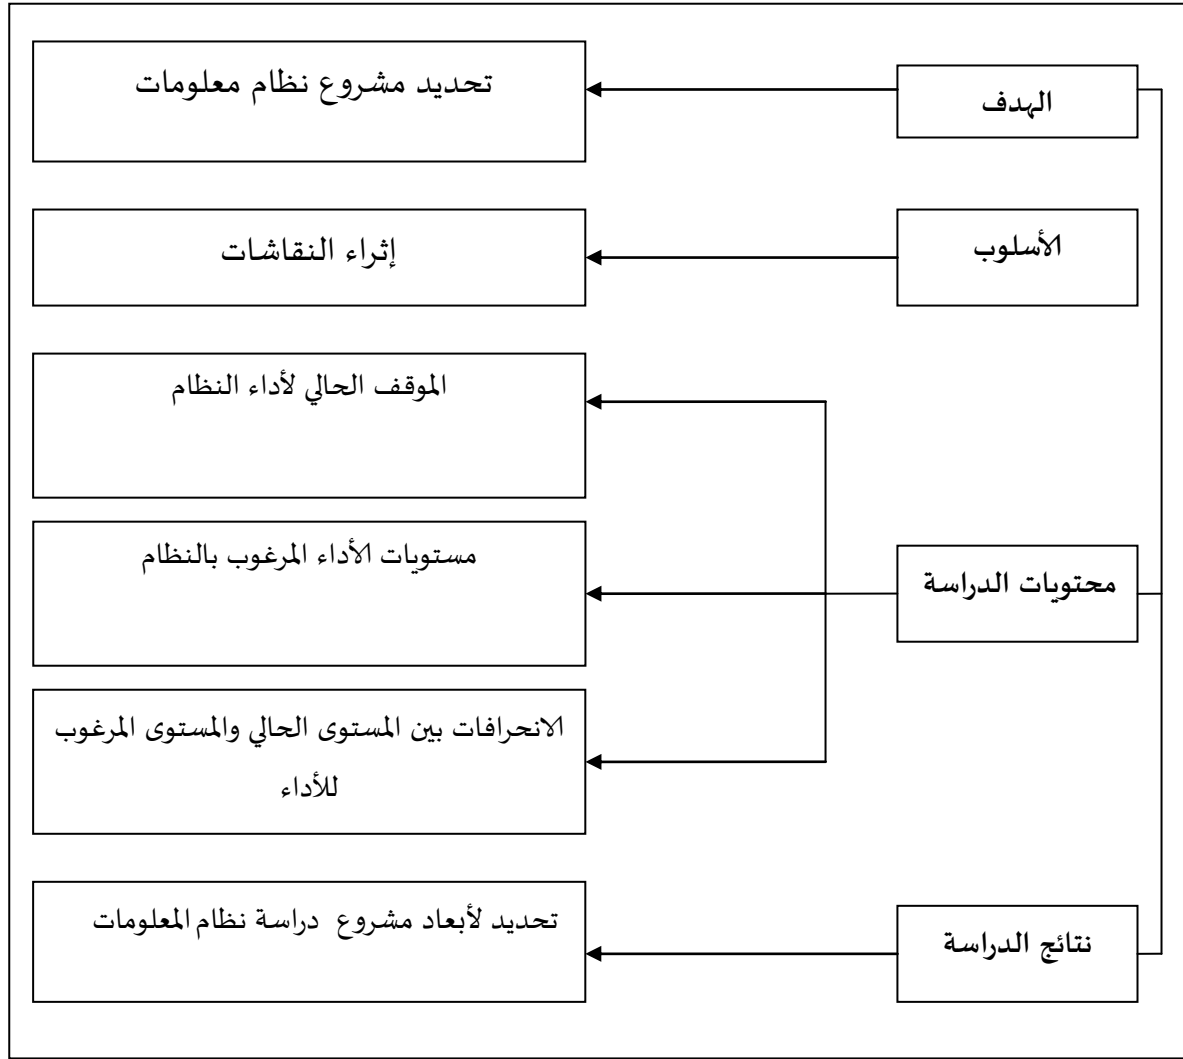 الهدف
تحديد مشروع نظام معلومات
الأسلوب
إثراء النقاشات
محتويات الدراسة
الموقف الحالي لأداء النظام
مستويات الأداء المرغوب بالنظام
الانحرافات بين المستوى الحالي والمستوى المرغوب
للأداء
نتائج الدراسة
تحديد لأبعاد مشروع دراسة نظام المعلومات